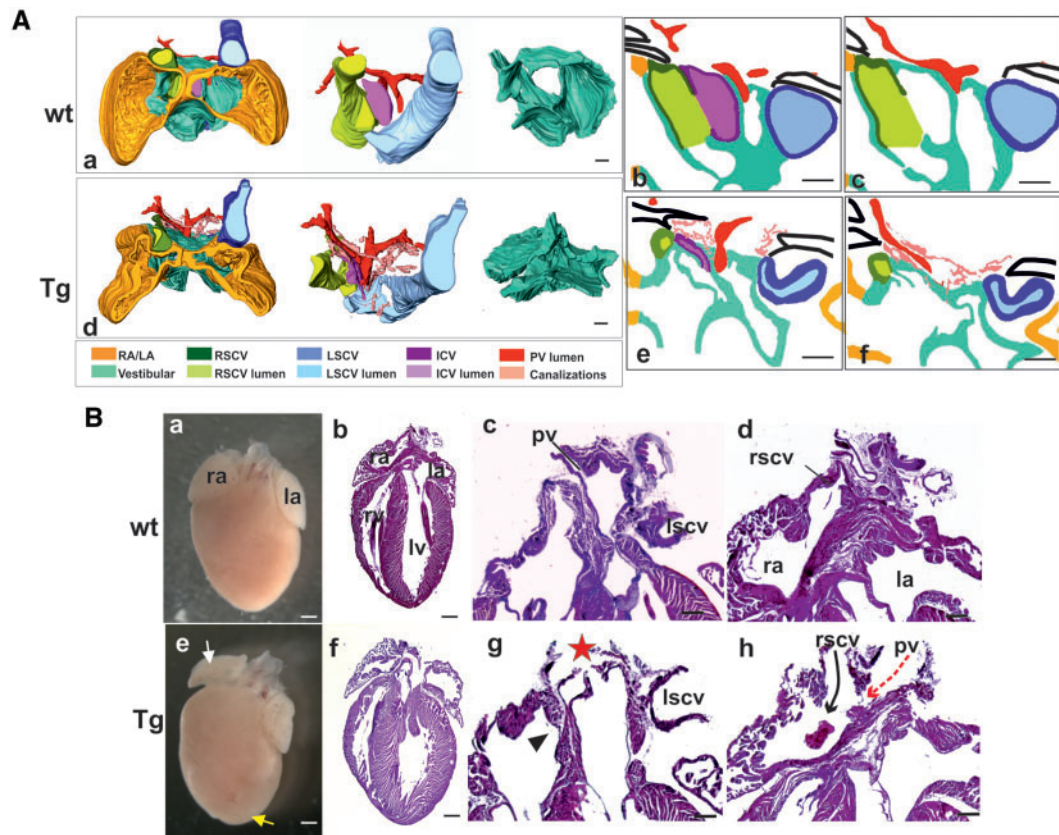 A
wt
a
b
c
Tg
d
e
f
RA/LA RSCV LSCV ICV PV lumen
Vestibular RSCV lumen LSCV lumen ICV lumen Canalizations
B
wt
a
ra
la
b
ra
la
rv
lv
c
pv
lscv
d
rscv
ra
la
Tg
e
f
g
lscv
h
rscv
pv